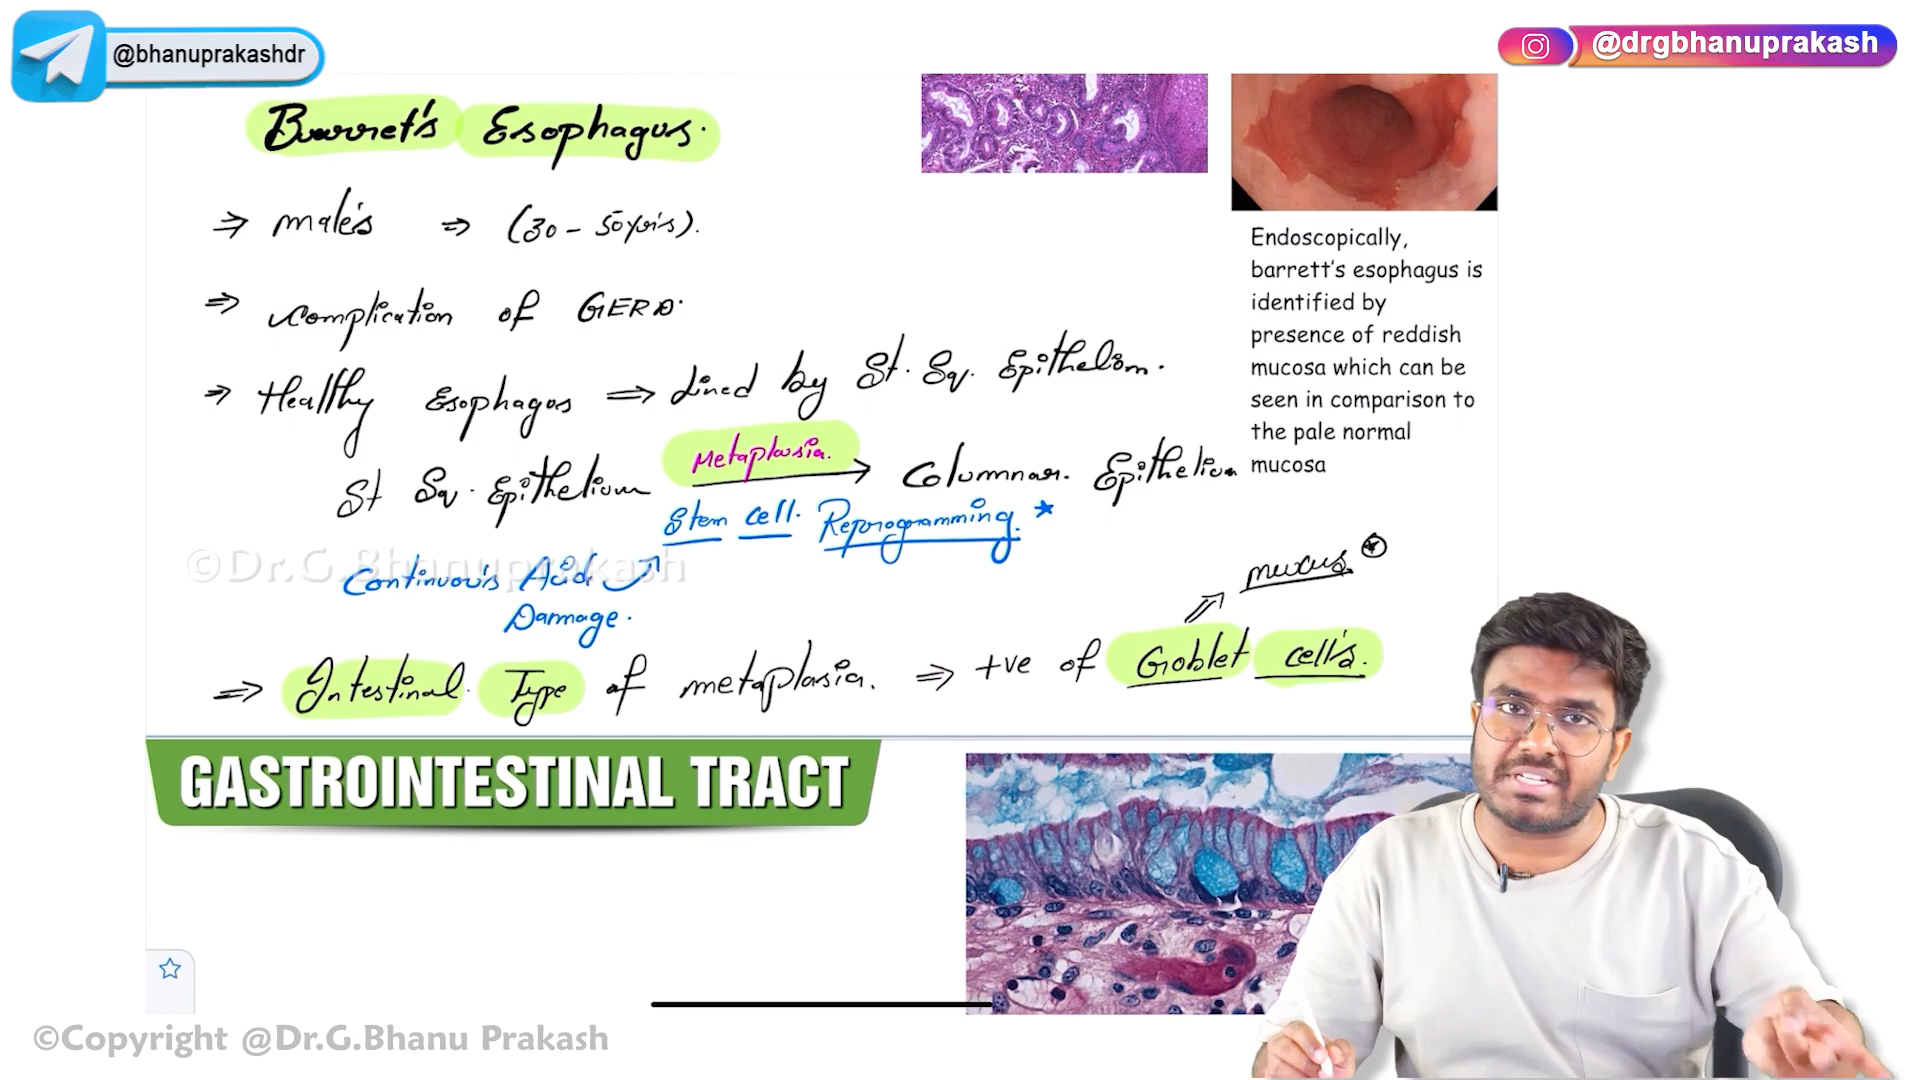 @bhanuprakashdr
@drgbhanuprakash
Barret's Esophagus.
⇒ males ⇒ (30 - 50yrs).
⇒ Complication of GERD.
⇒ Healthy Esophagus ⇒ Lined by St. Sq. Epithelium.
St Sq. Epithelium Metaplasia. → Columnar. Epithelium
Stem cell. Reprogramming. *
Continuous Acid
Damage.
mucus.
⇒ Intestinal Type of metaplasia. ⇒ +ve of Goblet cells.
Endoscopically,
barrett's esophagus is
identified by
presence of reddish
mucosa which can be
seen in comparison to
the pale normal
mucosa
©Dr.G.Bhanuprakash
GASTROINTESTINAL TRACT
©Copyright @Dr.G.Bhanu Prakash